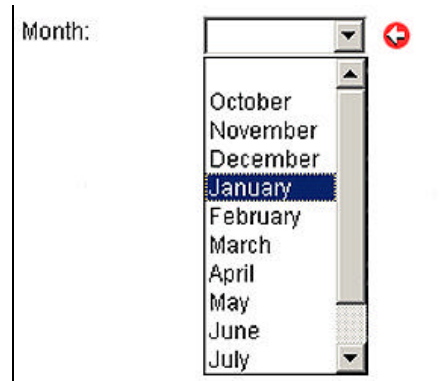 Month:
October
November
December
January
February
March
April
May
June
July